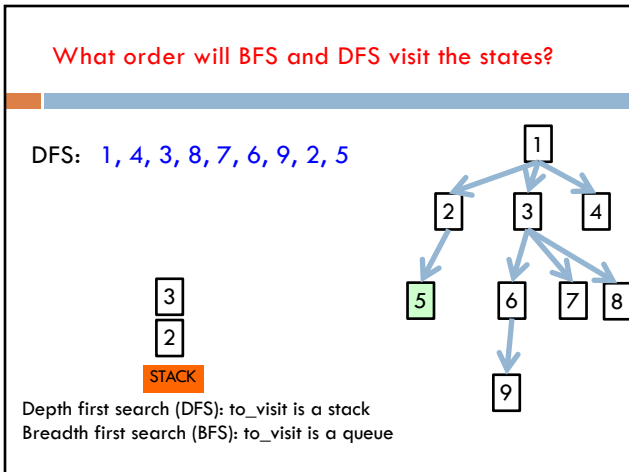 What order will BFS and DFS visit the states?
DFS: 1, 4, 3, 8, 7, 6, 9, 2, 5
1
2 3 4
5 6 7 8
9
3
2
STACK
Depth first search (DFS): to_visit is a stack
Breadth first search (BFS): to_visit is a queue